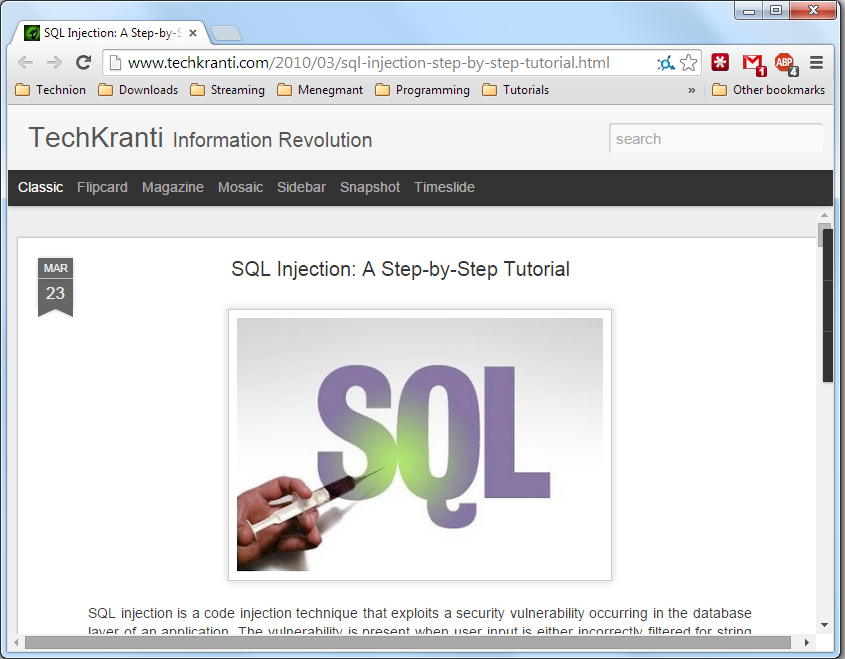 SQL Injection: A Step-by-S
www.techkranti.com/2010/03/sql-injection-step-by-step-tutorial.html
1
ABP
4
Technion Downloads Streaming Menegmant Programming Tutorials » Other bookmarks
TechKranti Information Revolution
search
Classic Flipcard Magazine Mosaic Sidebar Snapshot Timeslide
MAR
23
SQL Injection: A Step-by-Step Tutorial
SQL
SQL injection is a code injection technique that exploits a security vulnerability occurring in the database
layer of an application. The vulnerability is present when user input is either incorrectly filtered for string